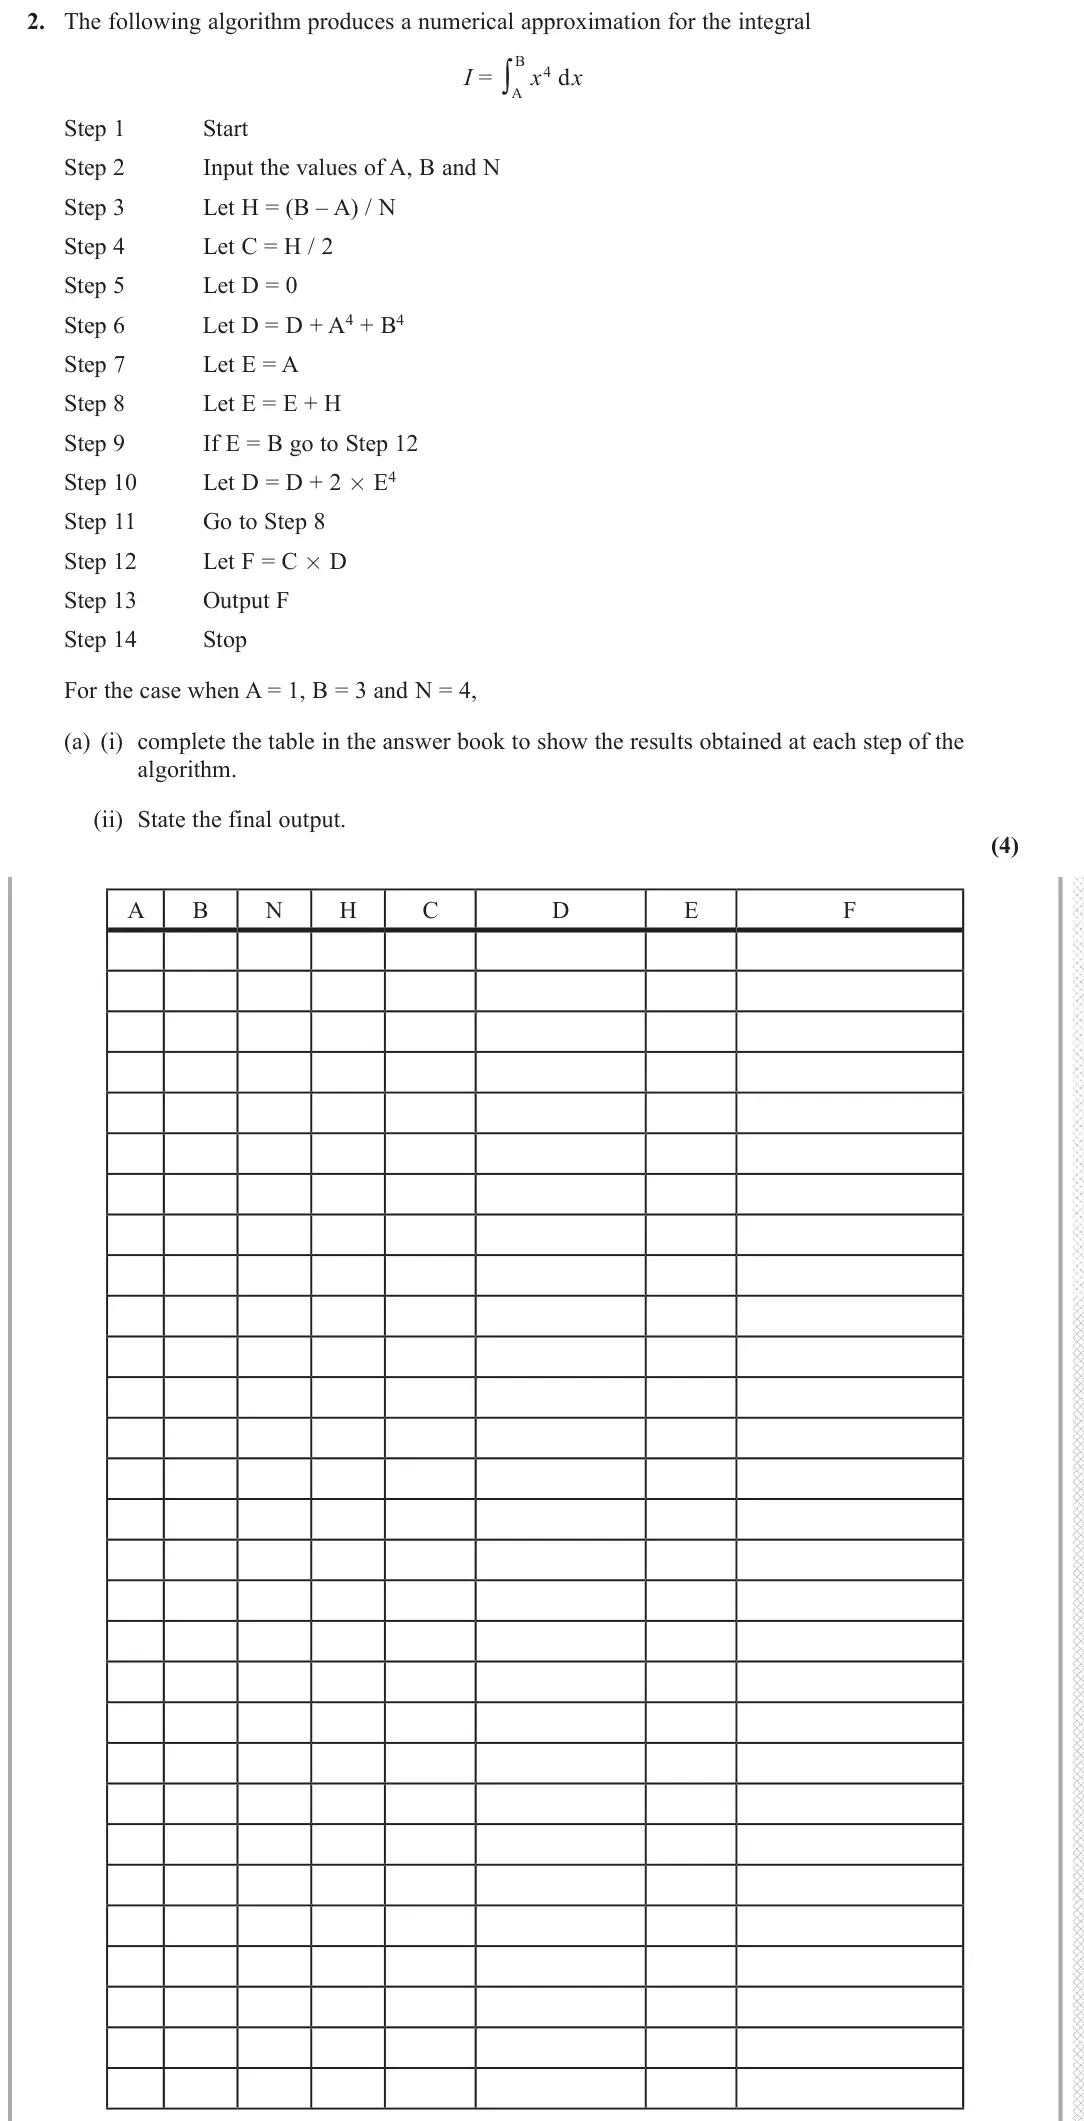 2. The following algorithm produces a numerical approximation for the integral
I = ∫_A^B x⁴ dx
Step 1 Start
Step 2 Input the values of A, B and N
Step 3 Let H = (B – A) / N
Step 4 Let C = H / 2
Step 5 Let D = 0
Step 6 Let D = D + A⁴ + B⁴
Step 7 Let E = A
Step 8 Let E = E + H
Step 9 If E = B go to Step 12
Step 10 Let D = D + 2 × E⁴
Step 11 Go to Step 8
Step 12 Let F = C × D
Step 13 Output F
Step 14 Stop
For the case when A = 1, B = 3 and N = 4,
(a) (i) complete the table in the answer book to show the results obtained at each step of the
algorithm.
(ii) State the final output.
(4)
A B N H C D E F